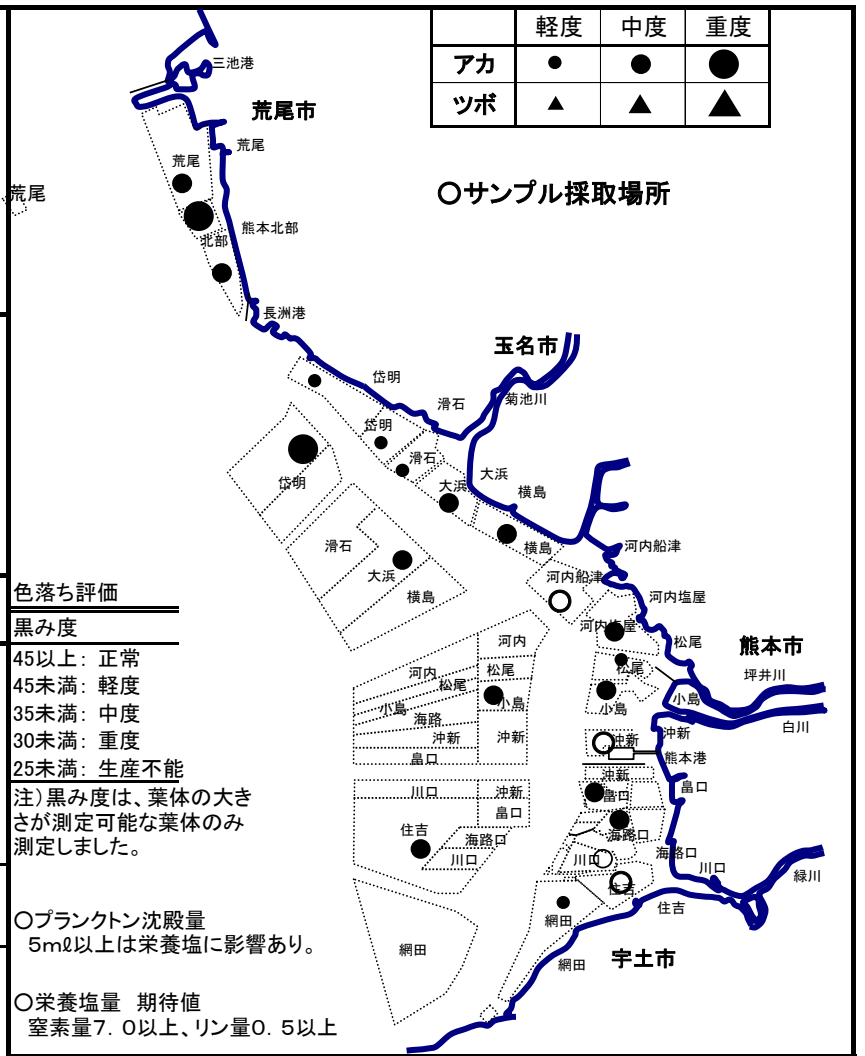 軽度 中度 重度
アカ
ツボ
三池港
荒尾市
荒尾
荒尾
荒尾
○サンプル採取場所
北部
熊本北部
長洲港
玉名市
岱明
滑石
菊池川
岱明
滑石
大浜
大浜
岱明
横島
滑石
横島
河内船津
大浜
河内船津
横島
河内塩屋
河内塩屋
河内
松尾
熊本市
河内
松尾
松尾
坪井川
松尾
小島
小島
小島
小島
海路
白川
沖新
沖新
沖新
沖新
畠口
熊本港
沖新
川口
沖新
畠口
畠口
畠口
住吉
海路口
海路口
川口
川口
海路口
川口
緑川
住吉
住吉
網田
網田
網田
宇土市
色落ち評価
黒み度
45以上: 正常
45未満: 軽度
35未満: 中度
30未満: 重度
25未満: 生産不能
注)黒み度は、葉体の大き
さが測定可能な葉体のみ
測定しました。
○プランクトン沈殿量
5mℓ以上は栄養塩に影響あり。
○栄養塩量 期待値
窒素量7.0以上、リン量0.5以上